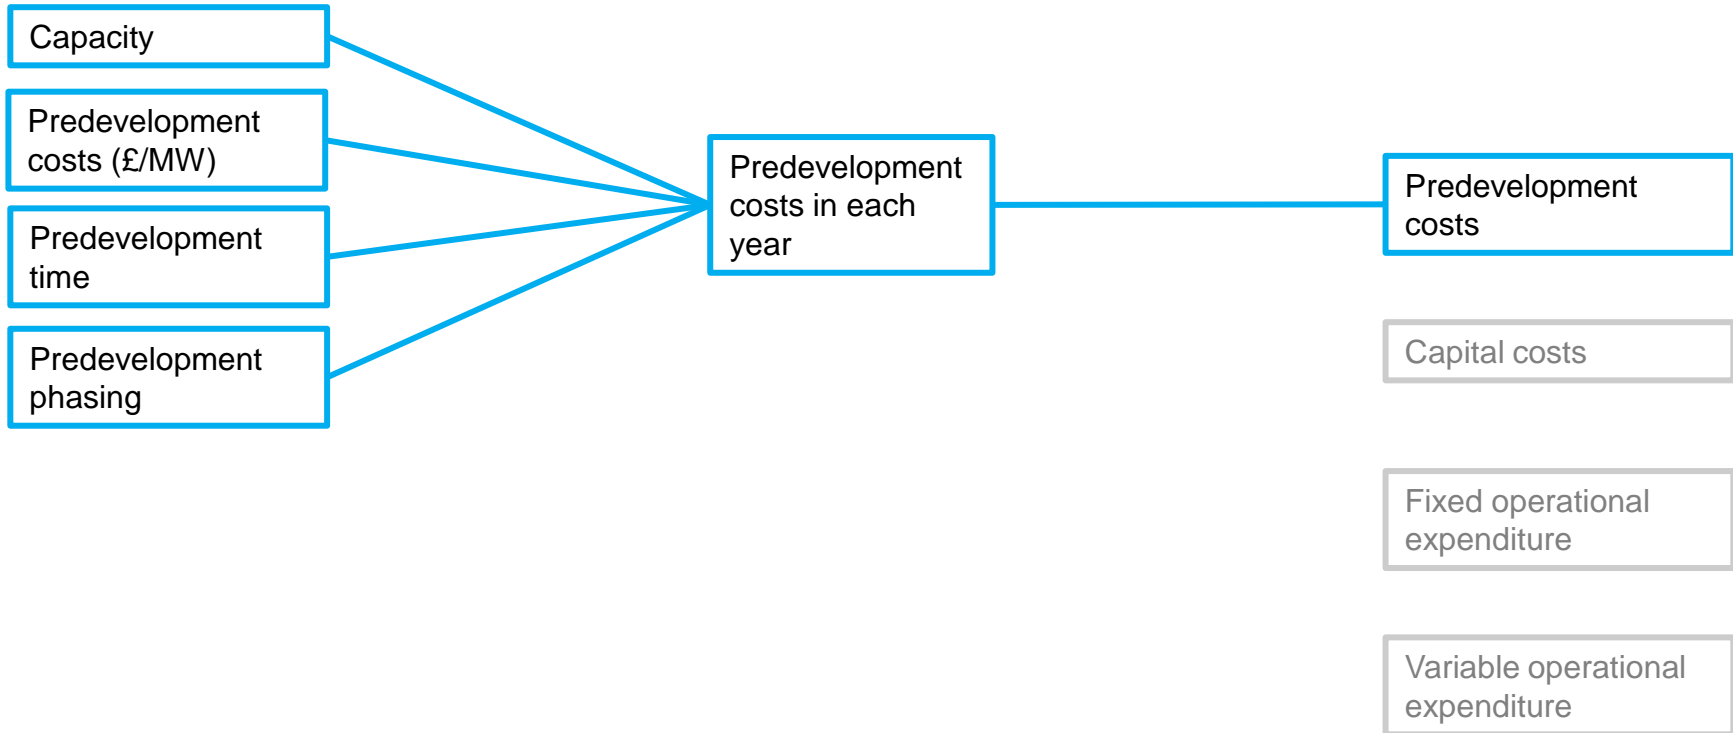 Capacity
Predevelopment
costs (£/MW)
Predevelopment
time
Predevelopment
phasing
Predevelopment
costs in each
year
Predevelopment
costs
Capital costs
Fixed operational
expenditure
Variable operational
expenditure